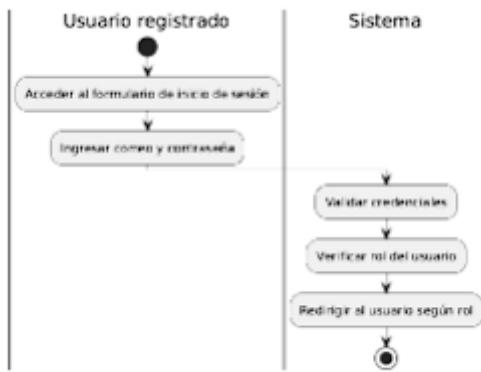 Usuario registrado
Sistema
Acceder al formulario de inicio de sesión
Ingresar correo y contraseña
Validar credenciales
Verificar rol del usuario
Redirigir al usuario según rol